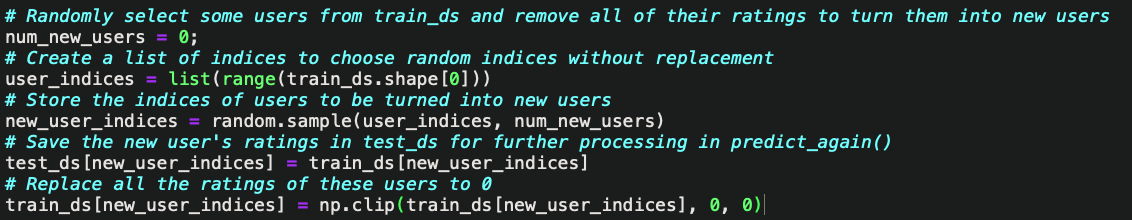 # Randomly select some users from train_ds and remove all of their ratings to turn them into new users
num_new_users = 0;
# Create a list of indices to choose random indices without replacement
user_indices = list(range(train_ds.shape[0]))
# Store the indices of users to be turned into new users
new_user_indices = random.sample(user_indices, num_new_users)
# Save the new user's ratings in test_ds for further processing in predict_again()
test_ds[new_user_indices] = train_ds[new_user_indices]
# Replace all the ratings of these users to 0
train_ds[new_user_indices] = np.clip(train_ds[new_user_indices], 0, 0)